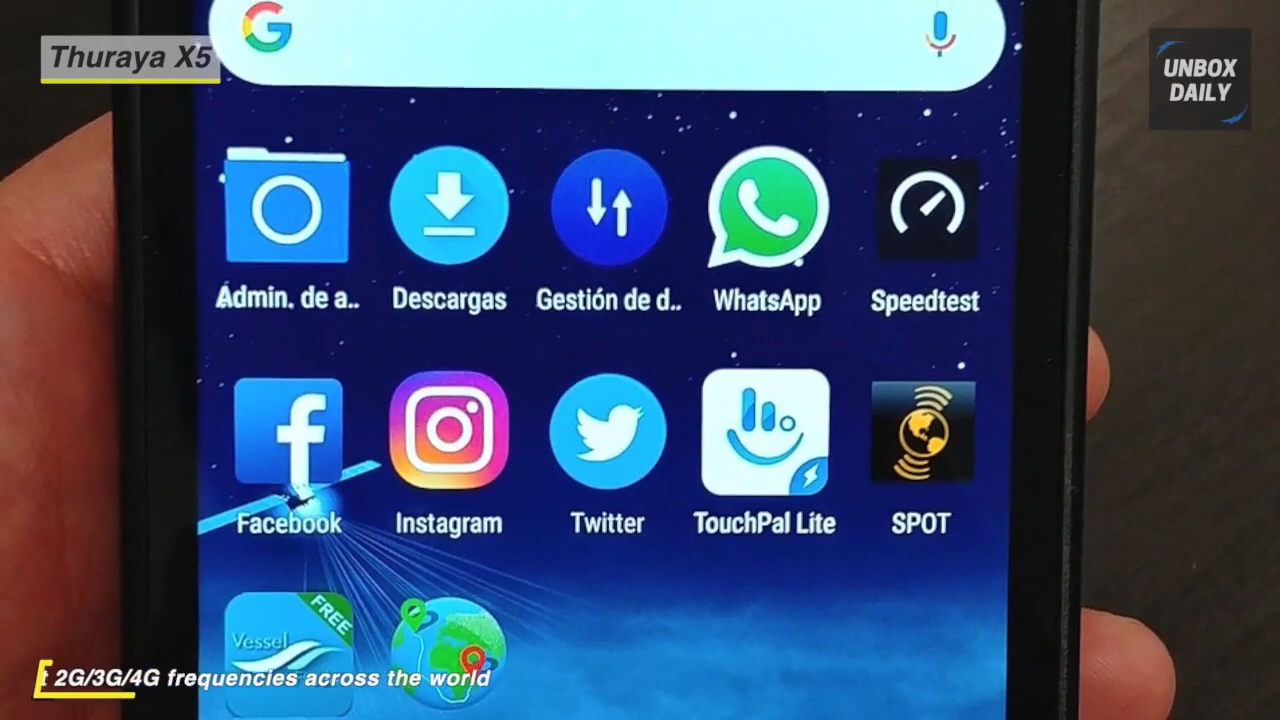 Thuraya X5
UNBOX
DAILY
Admin. de a..
Descargas
Gestión de d..
WhatsApp
Speedtest
Facebook
Instagram
Twitter
TouchPal Lite
SPOT
FREE
Vessel
2G/3G/4G frequencies across the world